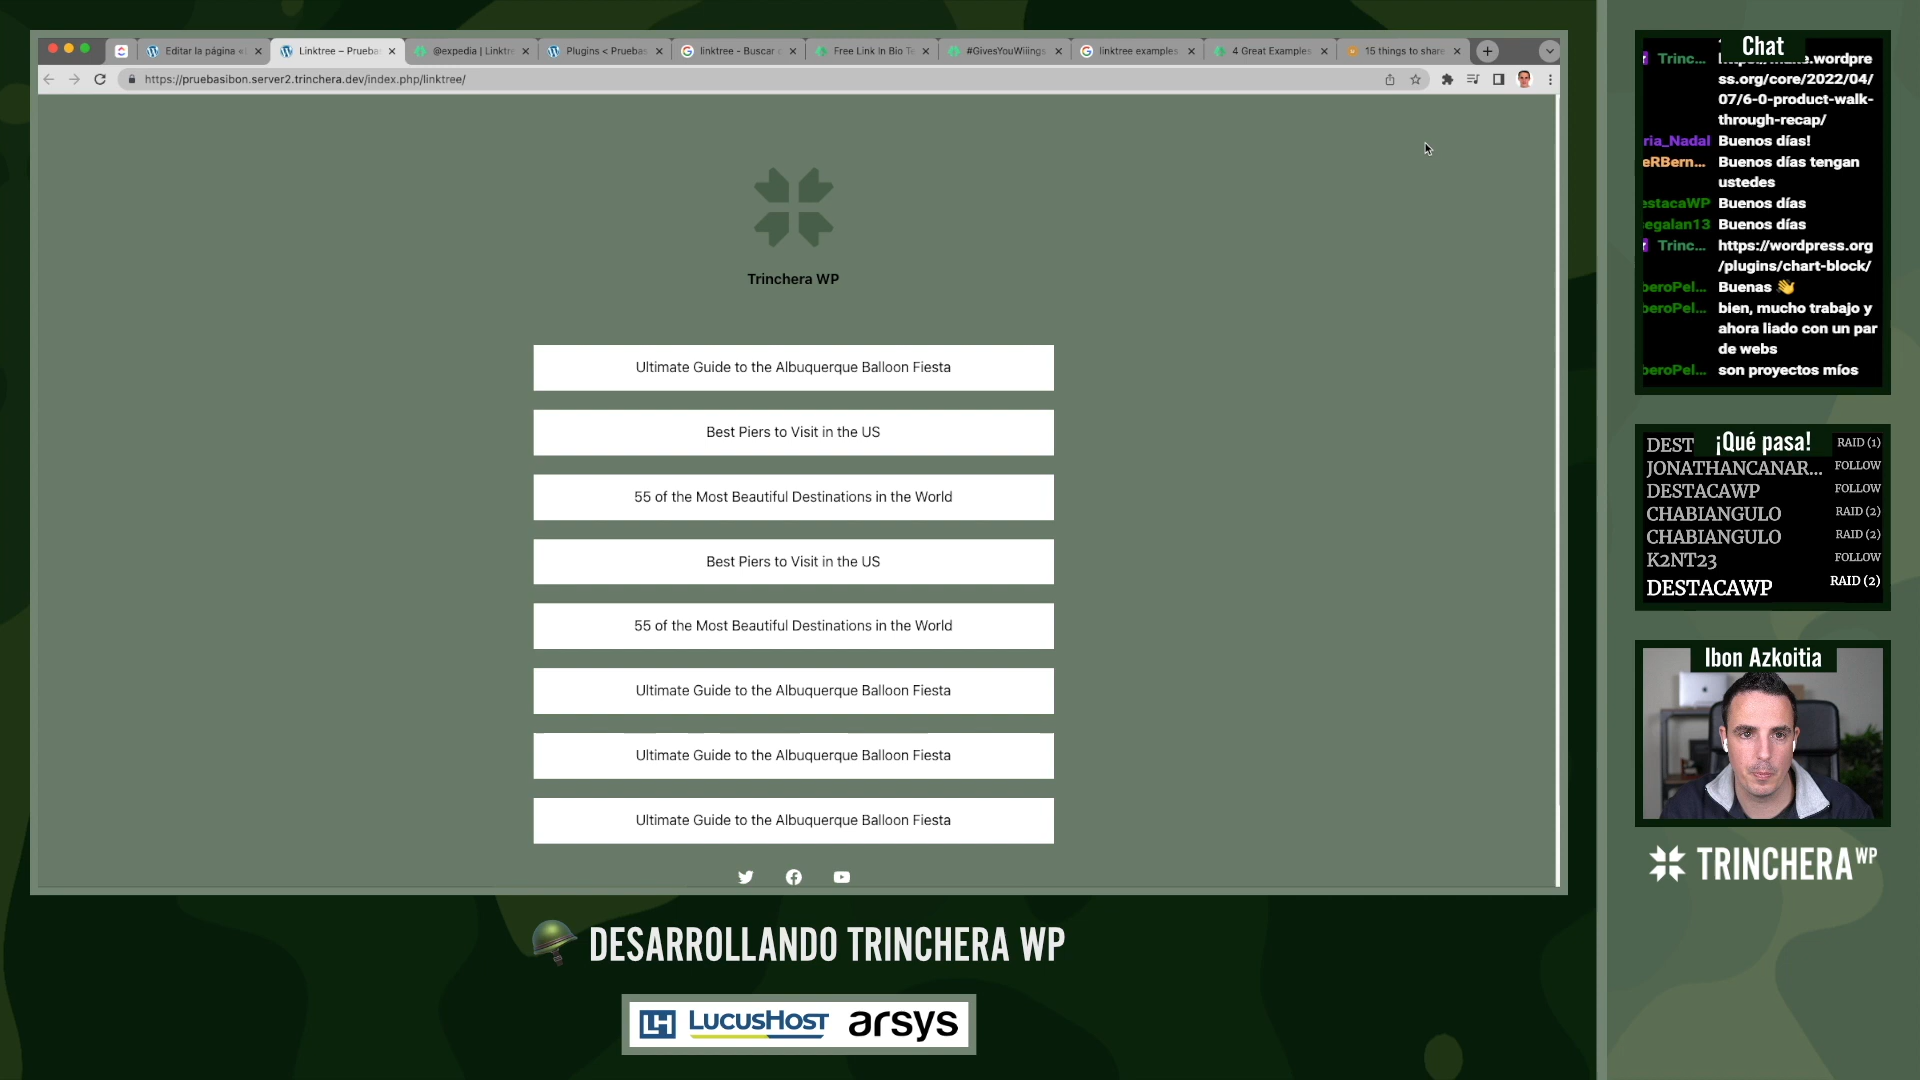 Editar la página «
Linktree – Prueba
@expedia | Linktr
Plugins < Pruebas
linktree - Buscar
Free Link In Bio To
#GivesYouWiiings
linktree examples
4 Great Examples
15 things to share
https://pruebasibon.server2.trinchera.dev/index.php/linktree/
Trinchera WP
Ultimate Guide to the Albuquerque Balloon Fiesta
Best Piers to Visit in the US
55 of the Most Beautiful Destinations in the World
Best Piers to Visit in the US
55 of the Most Beautiful Destinations in the World
Ultimate Guide to the Albuquerque Balloon Fiesta
Ultimate Guide to the Albuquerque Balloon Fiesta
Ultimate Guide to the Albuquerque Balloon Fiesta
DESARROLLANDO TRINCHERA WP
LH LUCUSHOST arsys
Chat
Trinc... .wordpre
ss.org/core/2022/04/
07/6-0-product-walk-
through-recap/
ria_Nadal Buenos días!
eRBern... Buenos días tengan
ustedes
estacaWP Buenos días
egalan13 Buenos días
Trinc... https://wordpress.org
/plugins/chart-block/
beroPel... Buenas 👋
beroPel... bien, mucho trabajo y
ahora liado con un par
de webs
beroPel... son proyectos míos
¡Qué pasa!
DEST RAID (1)
JONATHANCANAR... FOLLOW
DESTACAWP FOLLOW
CHABIANGULO RAID (2)
CHABIANGULO RAID (2)
K2NT23 FOLLOW
DESTACAWP RAID (2)
Ibon Azkoitia
TRINCHERA WP